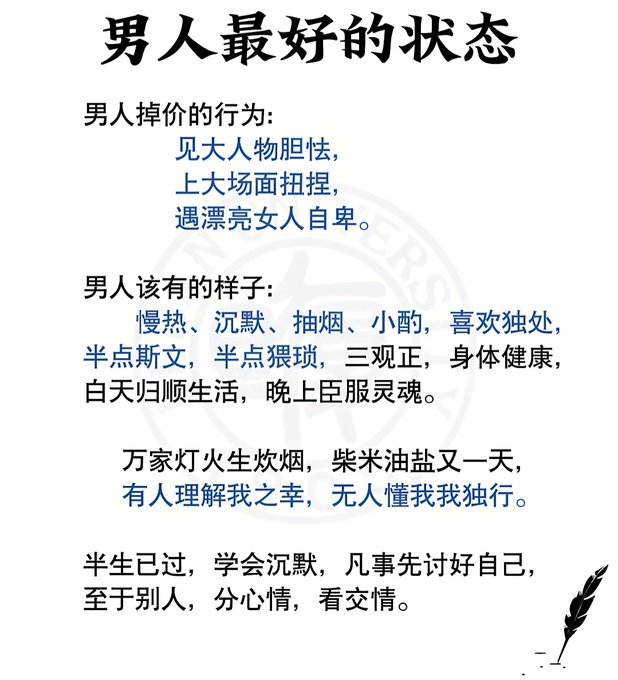 男人最好的状态
男人掉价的行为:
见大人物胆怯,
上大场面扭捏,
遇漂亮女人自卑。
男人该有的样子:
慢热、沉默、抽烟、小酌, 喜欢独处,
半点斯文, 半点猥琐, 三观正, 身体健康,
白天归顺生活, 晚上臣服灵魂。
万家灯火生炊烟, 柴米油盐又一天,
有人理解我之幸, 无人懂我我独行。
半生已过, 学会沉默, 凡事先讨好自己,
至于别人, 分心情, 看交情。